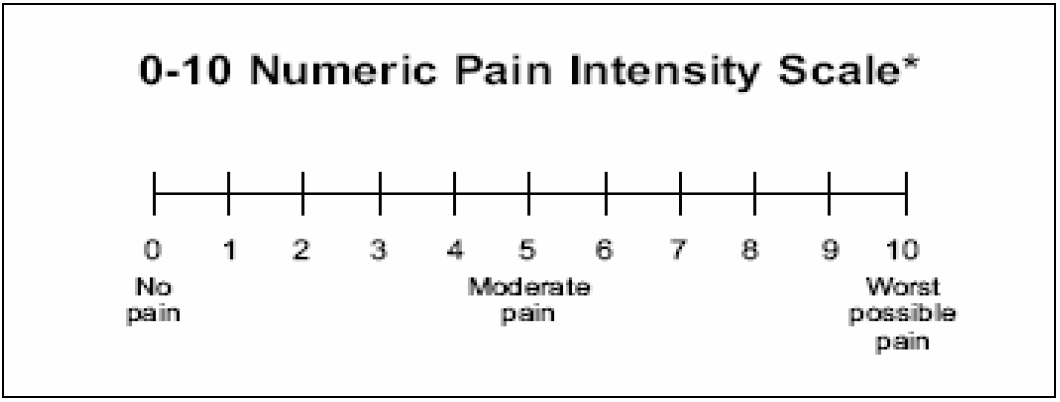 0-10 Numeric Pain Intensity Scale*
0 1 2 3 4 5 6 7 8 9 10
No Moderate Worst
pain pain possible
pain